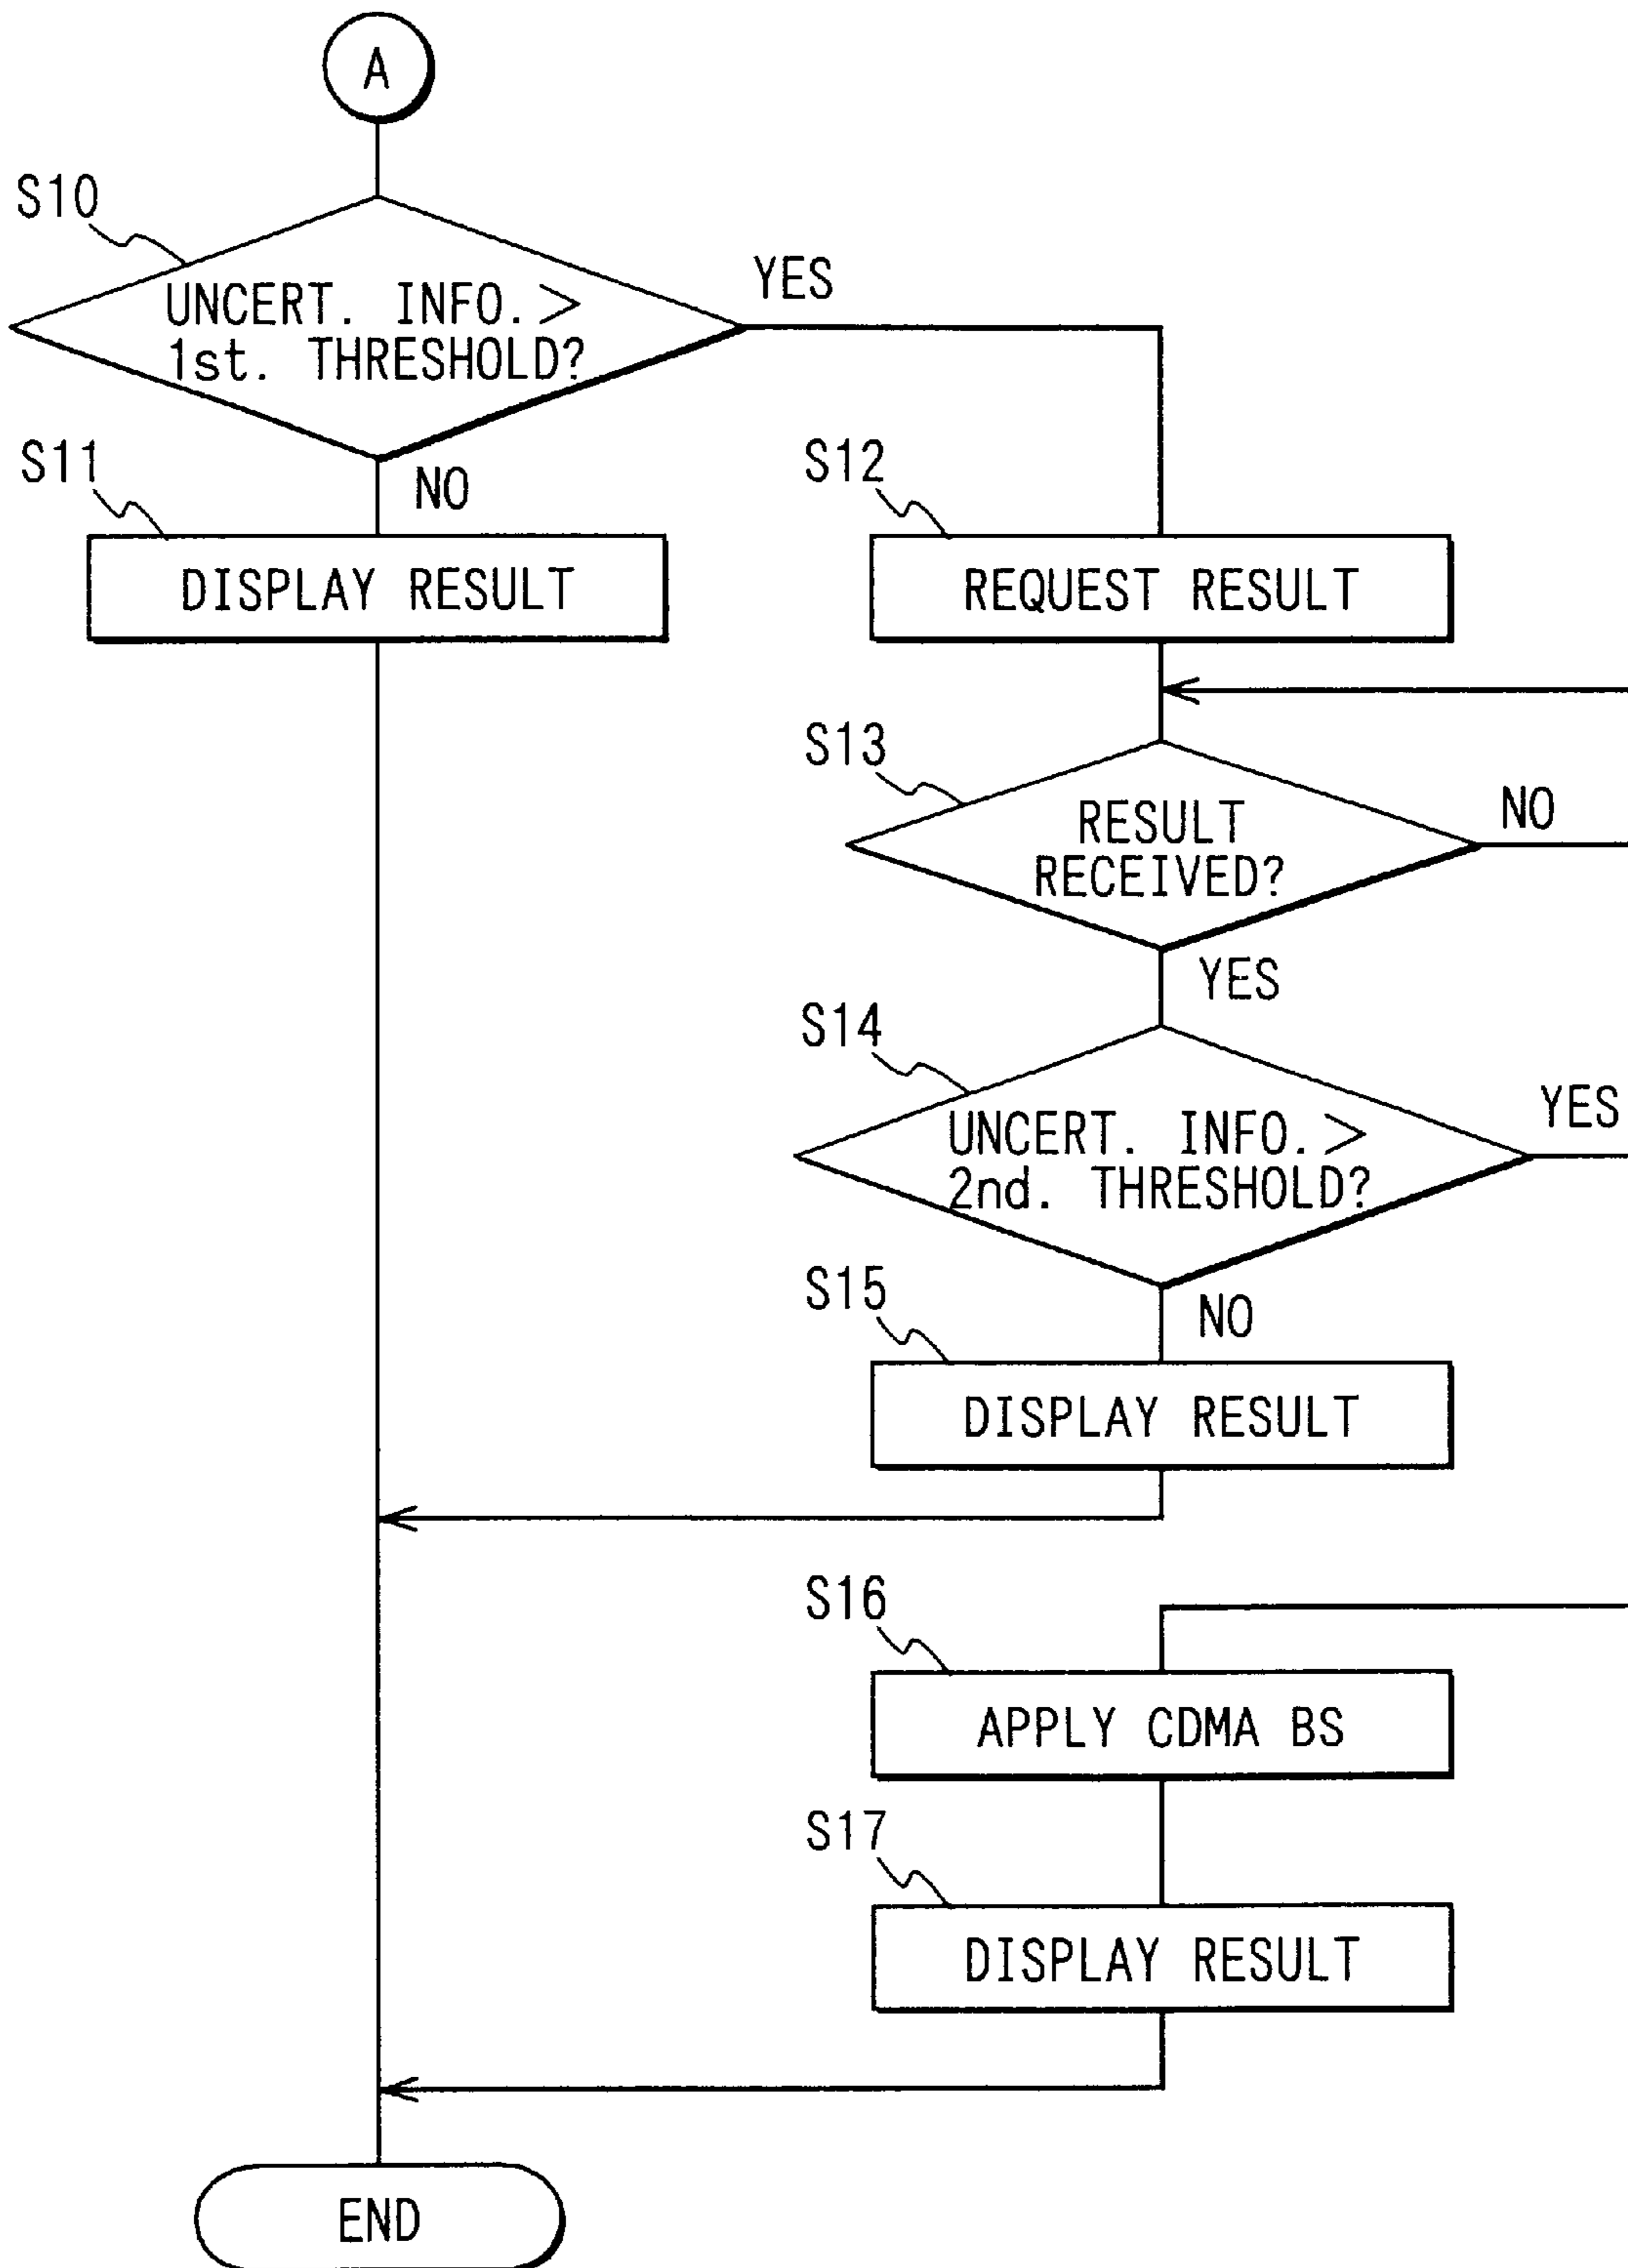 A
S10
UNCERT. INFO. >
1st. THRESHOLD?
YES
NO
S11
DISPLAY RESULT
S12
REQUEST RESULT
S13
RESULT
RECEIVED?
NO
YES
S14
UNCERT. INFO. >
2nd. THRESHOLD?
YES
NO
S15
DISPLAY RESULT
S16
APPLY CDMA BS
S17
DISPLAY RESULT
END